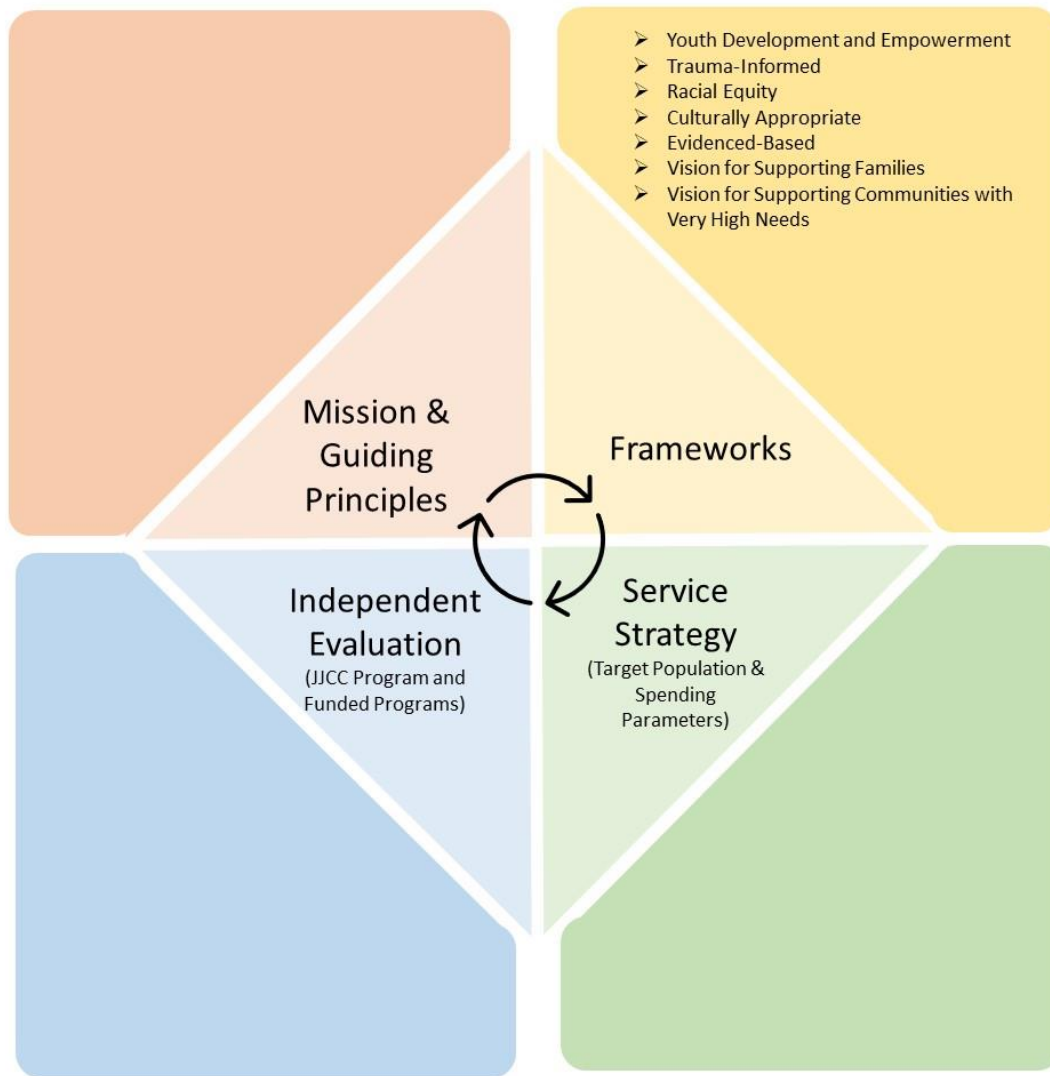 ➢ Youth Development and Empowerment
➢ Trauma-Informed
➢ Racial Equity
➢ Culturally Appropriate
➢ Evidenced-Based
➢ Vision for Supporting Families
➢ Vision for Supporting Communities with
Very High Needs
Mission &
Guiding
Principles
Frameworks
Independent
Evaluation
(JJCC Program and
Funded Programs)
Service
Strategy
(Target Population &
Spending
Parameters)